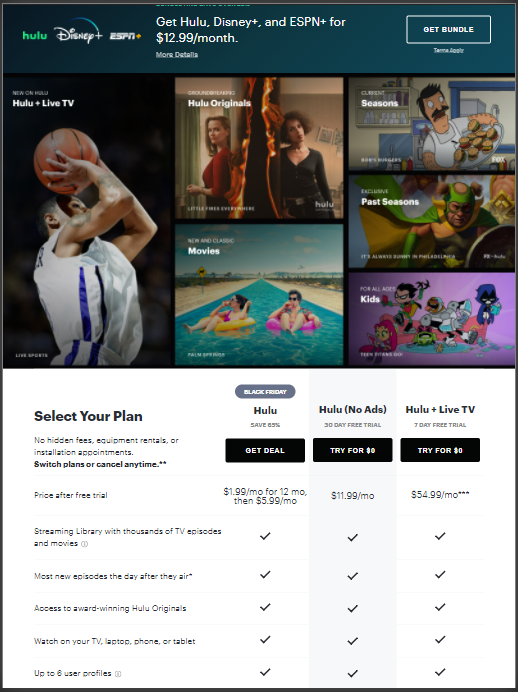 hulu Disney+ ESPN+
Get Hulu, Disney+, and ESPN+ for
$12.99/month.
More Details
GET BUNDLE
Terms Apply
NEW ON HULU
Hulu + Live TV
LIVE SPORTS
GROUNDBREAKING
Hulu Originals
LITTLE FIRES EVERYWHERE
hulu
NEW AND CLASSIC
Movies
PALM SPRINGS
CURRENT
Seasons
BOB'S BURGERS
FOX
EXCLUSIVE
Past Seasons
IT'S ALWAYS SUNNY IN PHILADELPHIA
FX hulu
FOR ALL AGES
Kids
TEEN TITANS GO!
Select Your Plan
No hidden fees, equipment rentals, or
installation appointments.
Switch plans or cancel anytime.**
BLACK FRIDAY
Hulu
SAVE 65%
GET DEAL
Hulu (No Ads)
30 DAY FREE TRIAL
TRY FOR $0
Hulu + Live TV
7 DAY FREE TRIAL
TRY FOR $0
Price after free trial
$1.99/mo for 12 mo,
then $5.99/mo
$11.99/mo
$54.99/mo***
Streaming Library with thousands of TV episodes
and movies
Most new episodes the day after they air*
Access to award-winning Hulu Originals
Watch on your TV, laptop, phone, or tablet
Up to 6 user profiles